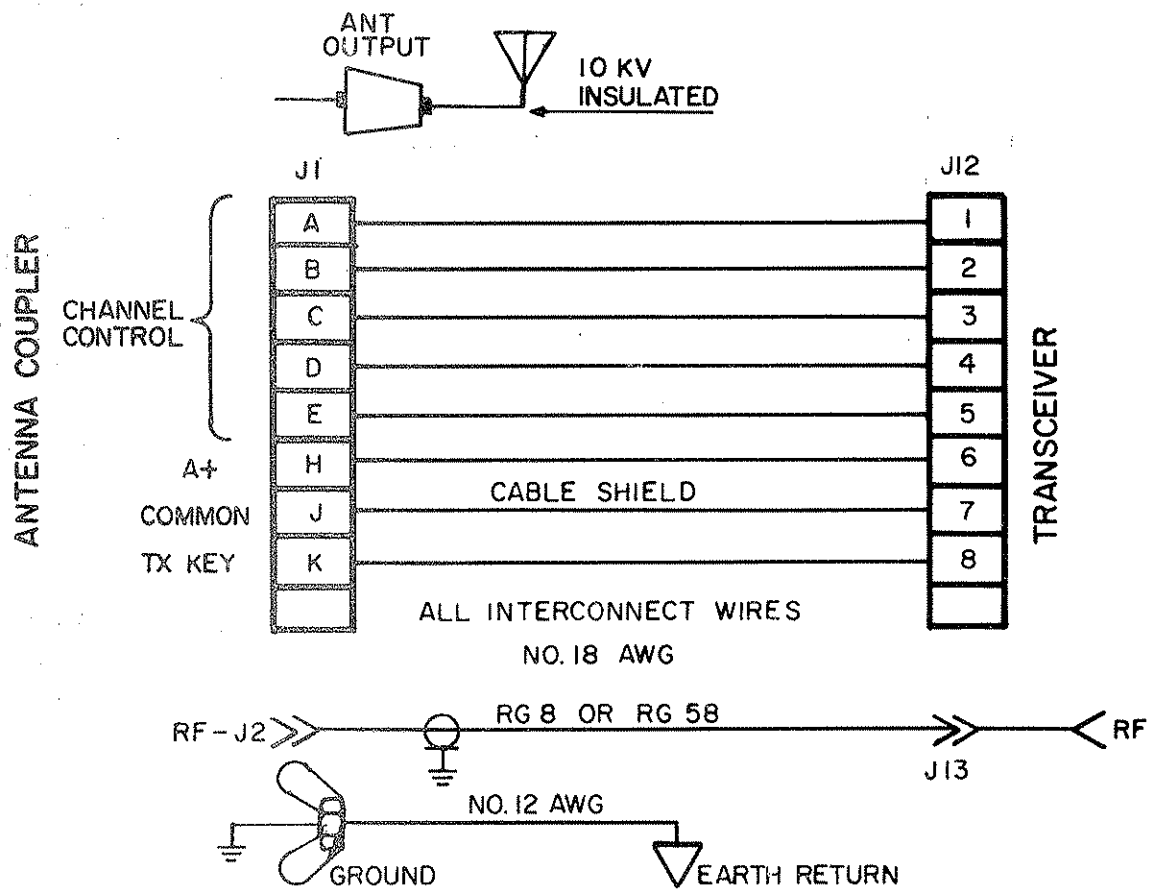 ANT
OUTPUT
10 KV
INSULATED
J1
J12
ANTENNA COUPLER
CHANNEL
CONTROL
A
1
B
2
C
3
D
4
E
5
A+
H
6
CABLE SHIELD
COMMON
J
7
TX KEY
K
8
TRANSCEIVER
ALL INTERCONNECT WIRES
NO. 18 AWG
RF-J2
RG 8 OR RG 58
RF
J13
NO. 12 AWG
GROUND
EARTH RETURN